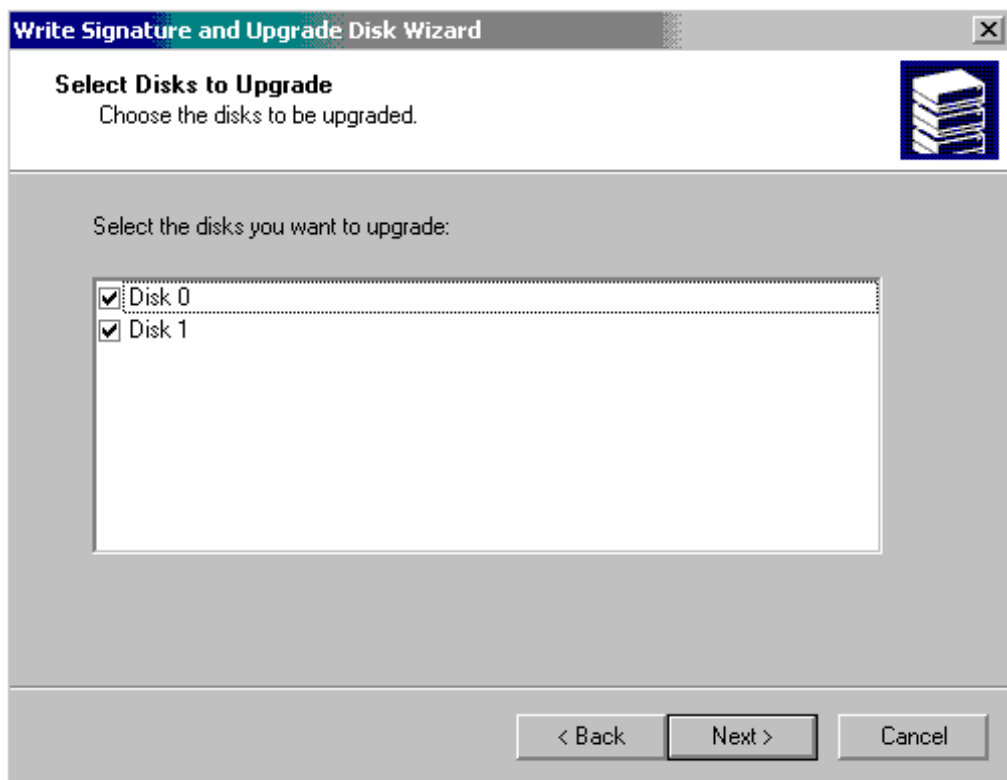 Write Signature and Upgrade Disk Wizard
Select Disks to Upgrade
Choose the disks to be upgraded.
Select the disks you want to upgrade:
Disk 0
Disk 1
< Back Next > Cancel